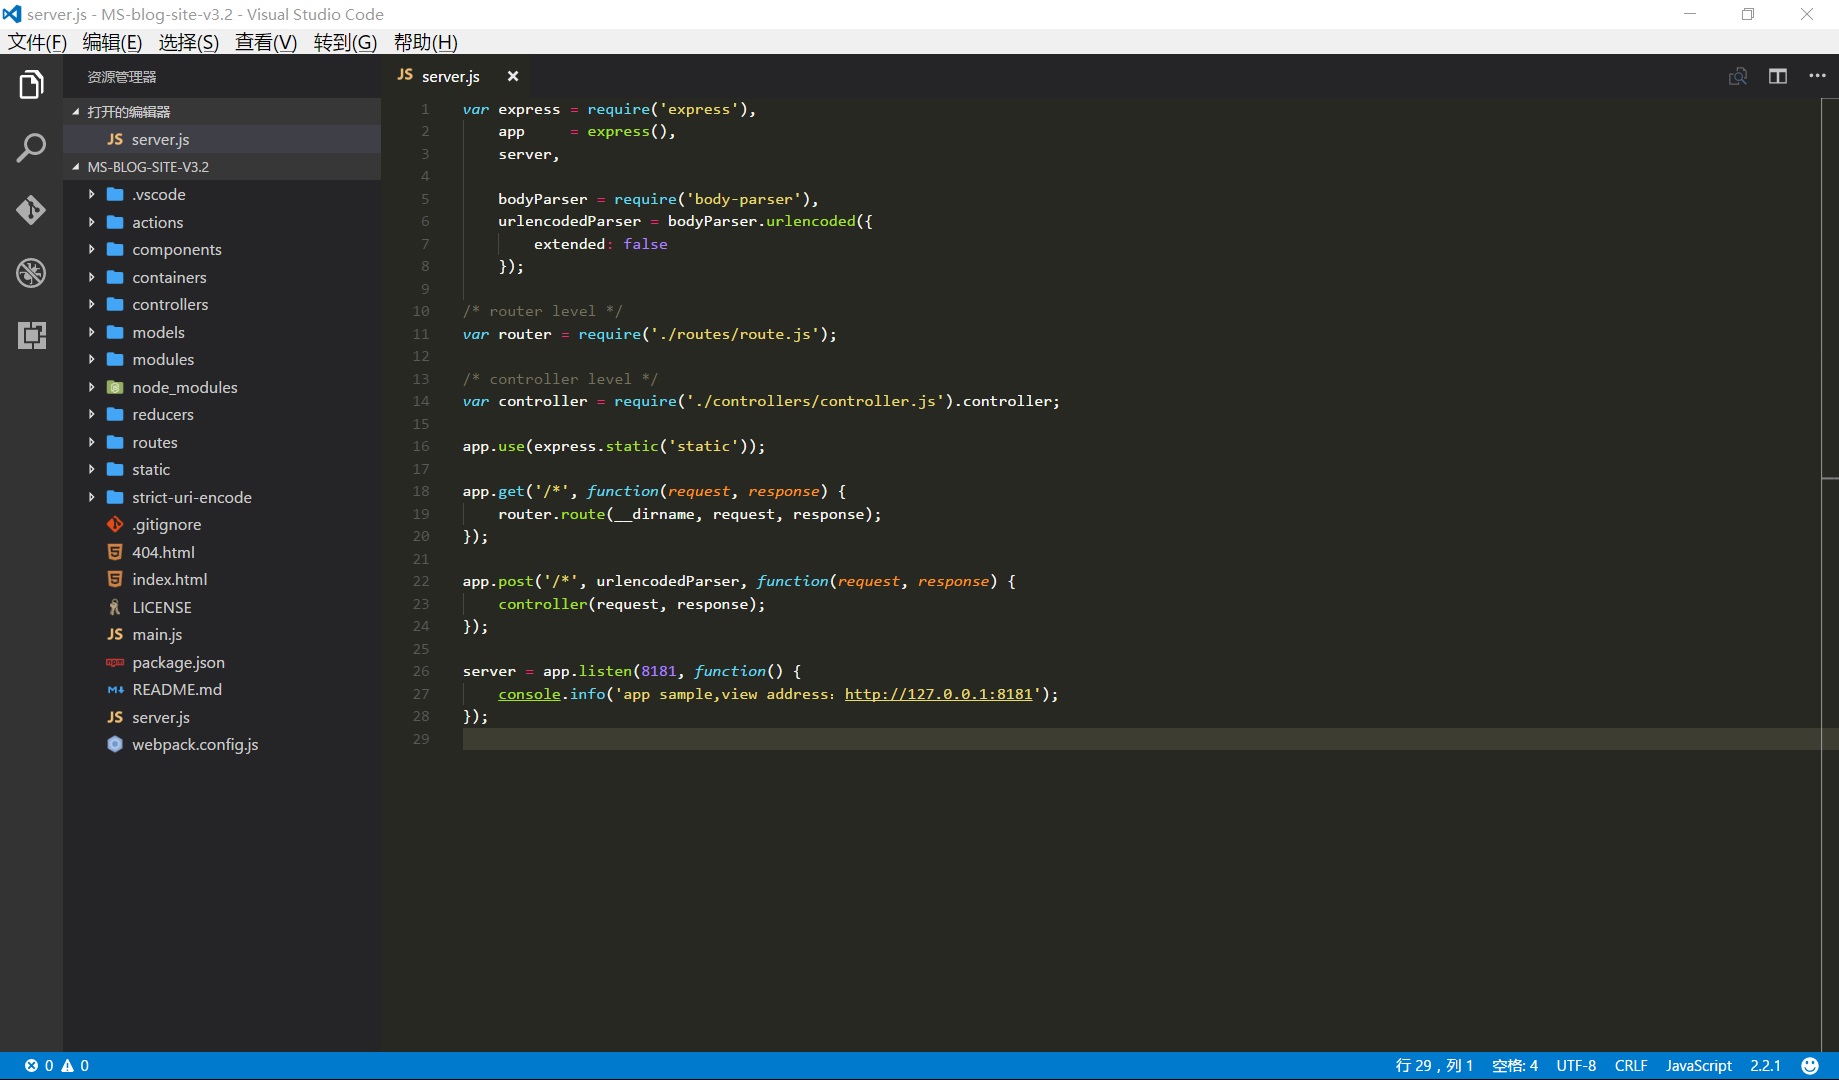 server.js - MS-blog-site-v3.2 - Visual Studio Code
文件(F) 编辑(E) 选择(S) 查看(V) 转到(G) 帮助(H)
资源管理器
打开的编辑器
JS server.js
MS-BLOG-SITE-V3.2
.vscode
actions
components
containers
controllers
models
modules
node_modules
reducers
routes
static
strict-uri-encode
.gitignore
404.html
index.html
LICENSE
JS main.js
npm package.json
M↓ README.md
JS server.js
webpack.config.js
JS server.js
1 var express = require('express'),
2     app     = express(),
3     server,
4
5     bodyParser = require('body-parser'),
6     urlencodedParser = bodyParser.urlencoded({
7         extended: false
8     });
9
10 /* router level */
11 var router = require('./routes/route.js');
12
13 /* controller level */
14 var controller = require('./controllers/controller.js').controller;
15
16 app.use(express.static('static'));
17
18 app.get('/*', function(request, response) {
19     router.route(__dirname, request, response);
20 });
21
22 app.post('/*', urlencodedParser, function(request, response) {
23     controller(request, response);
24 });
25
26 server = app.listen(8181, function() {
27     console.info('app sample,view address：http://127.0.0.1:8181');
28 });
29
0 0 行 29，列 1 空格: 4 UTF-8 CRLF JavaScript 2.2.1